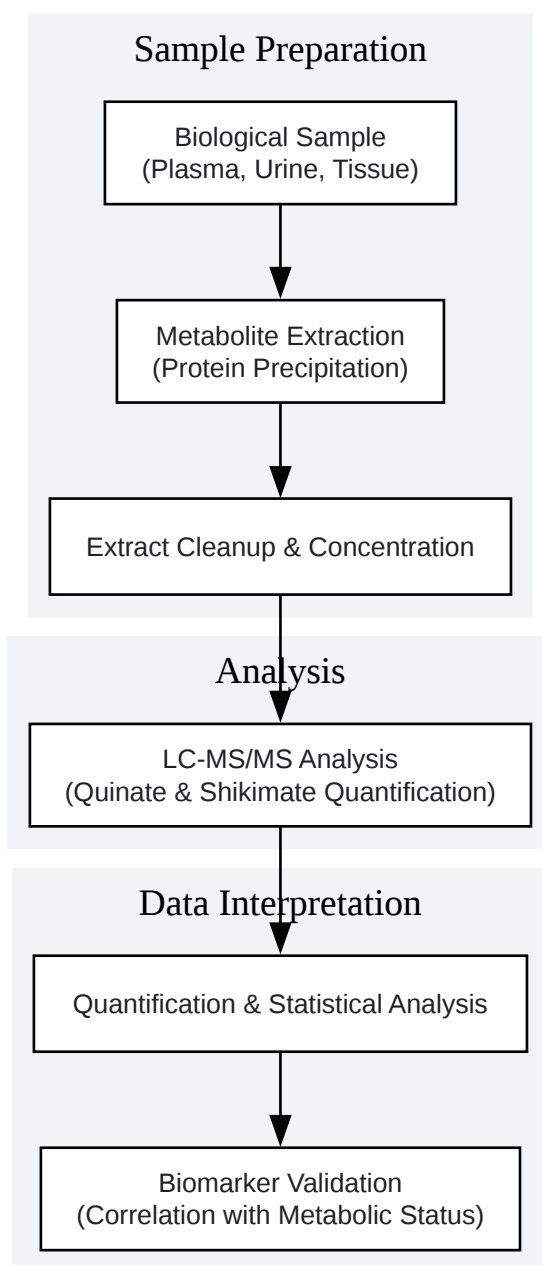 Sample Preparation
Biological Sample
(Plasma, Urine, Tissue)
Metabolite Extraction
(Protein Precipitation)
Extract Cleanup & Concentration
Analysis
LC-MS/MS Analysis
(Quinate & Shikimate Quantification)
Data Interpretation
Quantification & Statistical Analysis
Biomarker Validation
(Correlation with Metabolic Status)